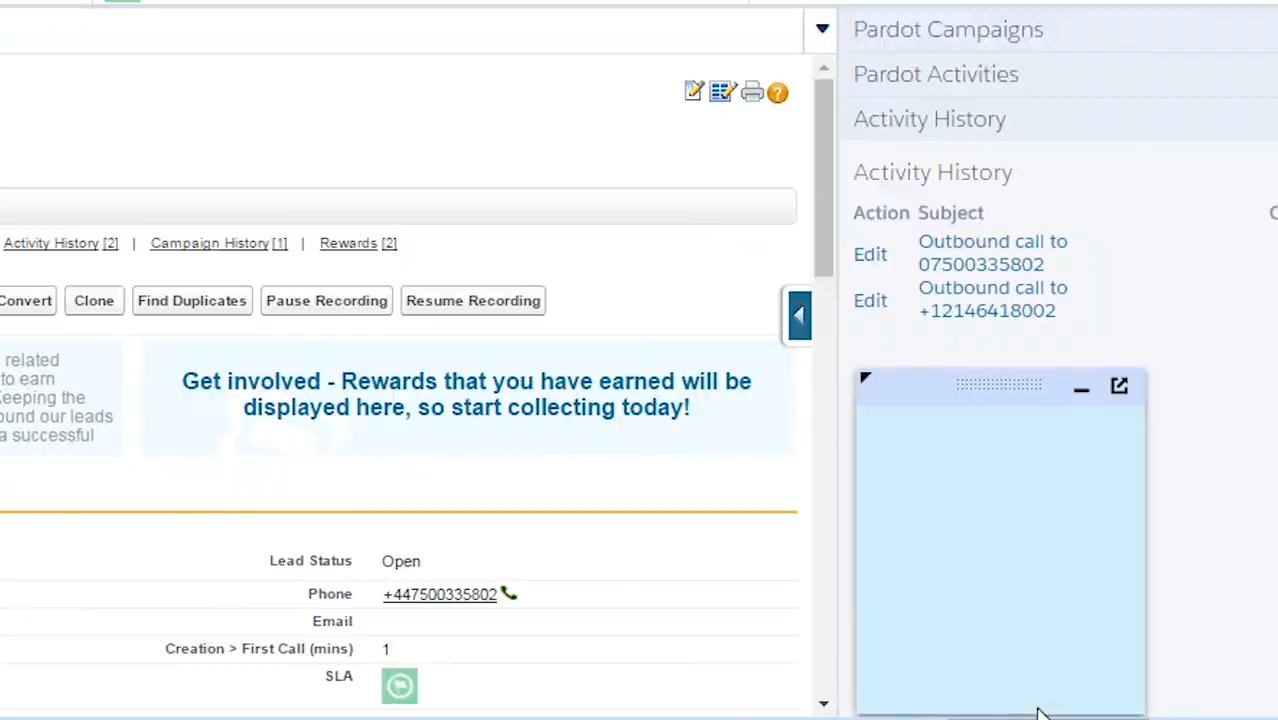 Pardot Campaigns
Pardot Activities
Activity History
Activity History
Action Subject
Edit Outbound call to
07500335802
Edit Outbound call to
+12146418002
Activity History [2] | Campaign History [1] | Rewards [2]
Convert Clone Find Duplicates Pause Recording Resume Recording
related
to earn
Keeping the
ound our leads
a successful
Get involved - Rewards that you have earned will be
displayed here, so start collecting today!
Lead Status Open
Phone +447500335802
Email
Creation > First Call (mins) 1
SLA